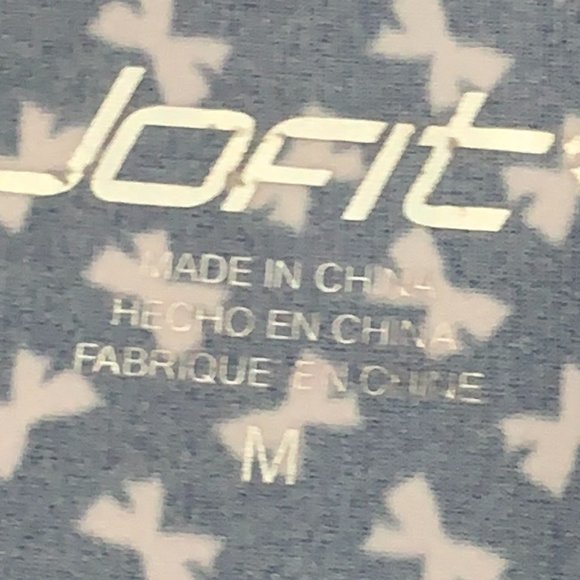 JOFIT
MADE IN CHINA
HECHO EN CHINA
FABRIQUE EN CHINE
M